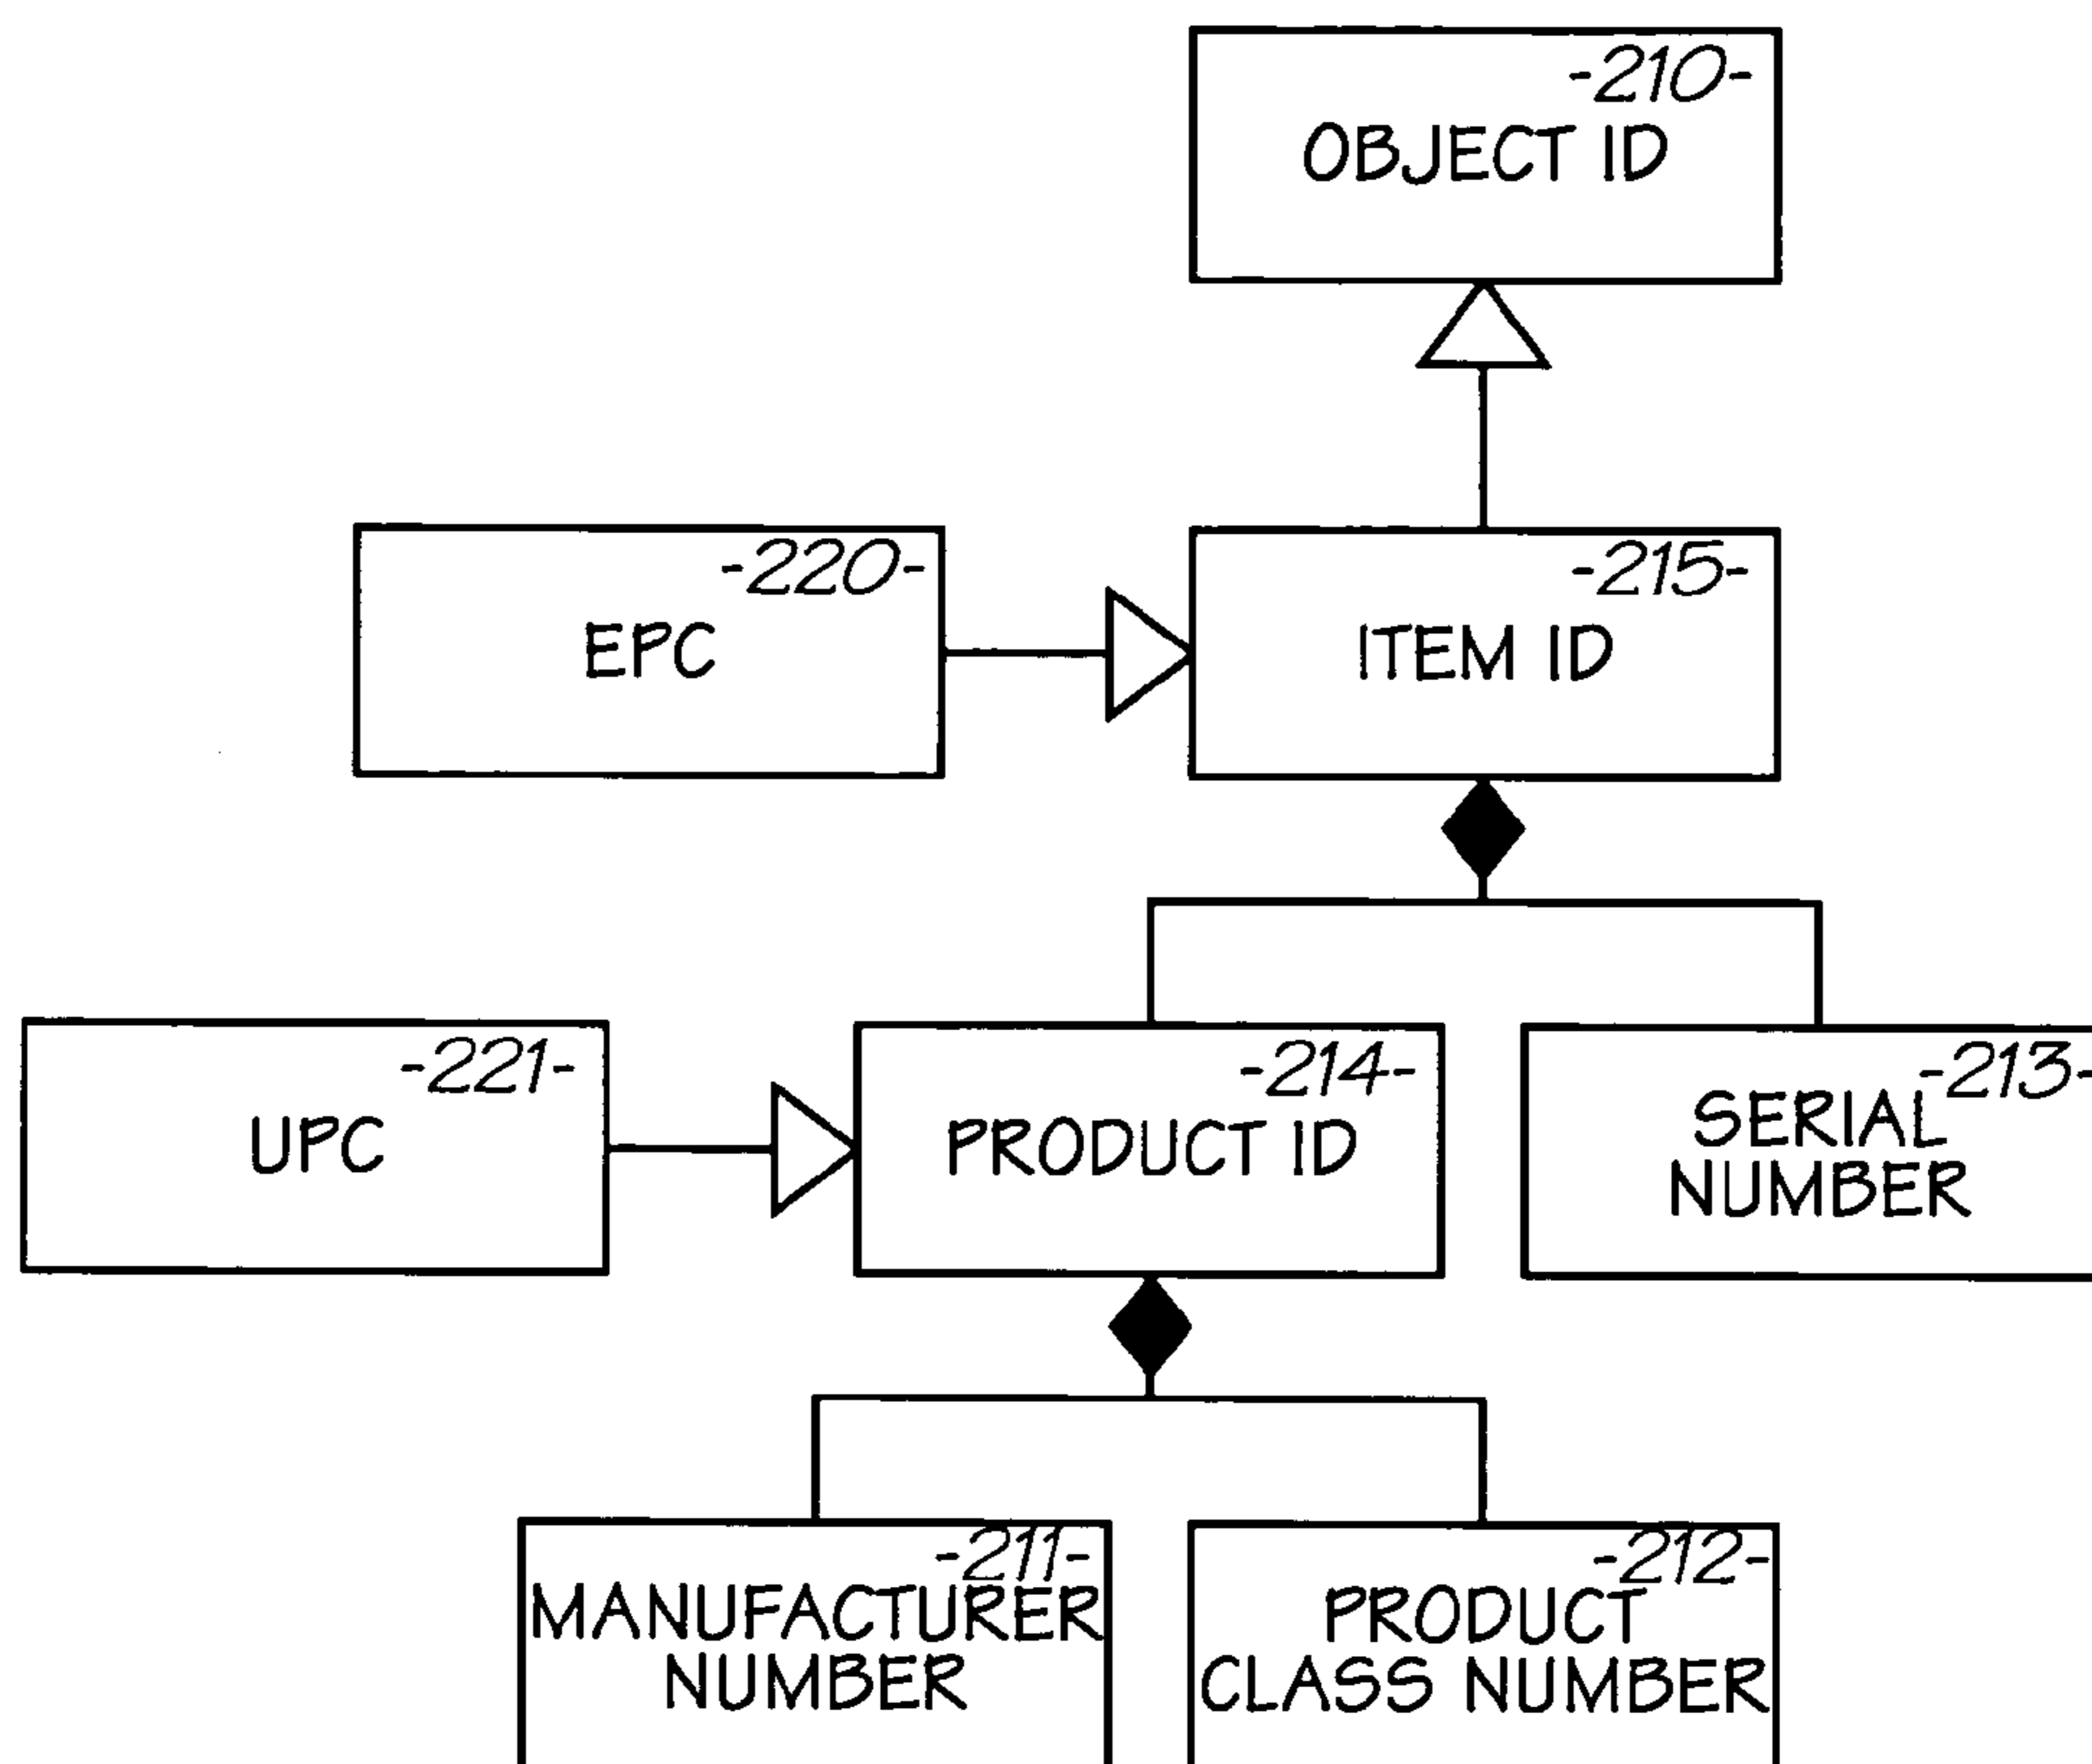 -210-
OBJECT ID
-220-
EPC
-215-
ITEM ID
-221-
UPC
-214-
PRODUCT ID
-213-
SERIAL
NUMBER
-211-
MANUFACTURER
NUMBER
-212-
PRODUCT
CLASS NUMBER